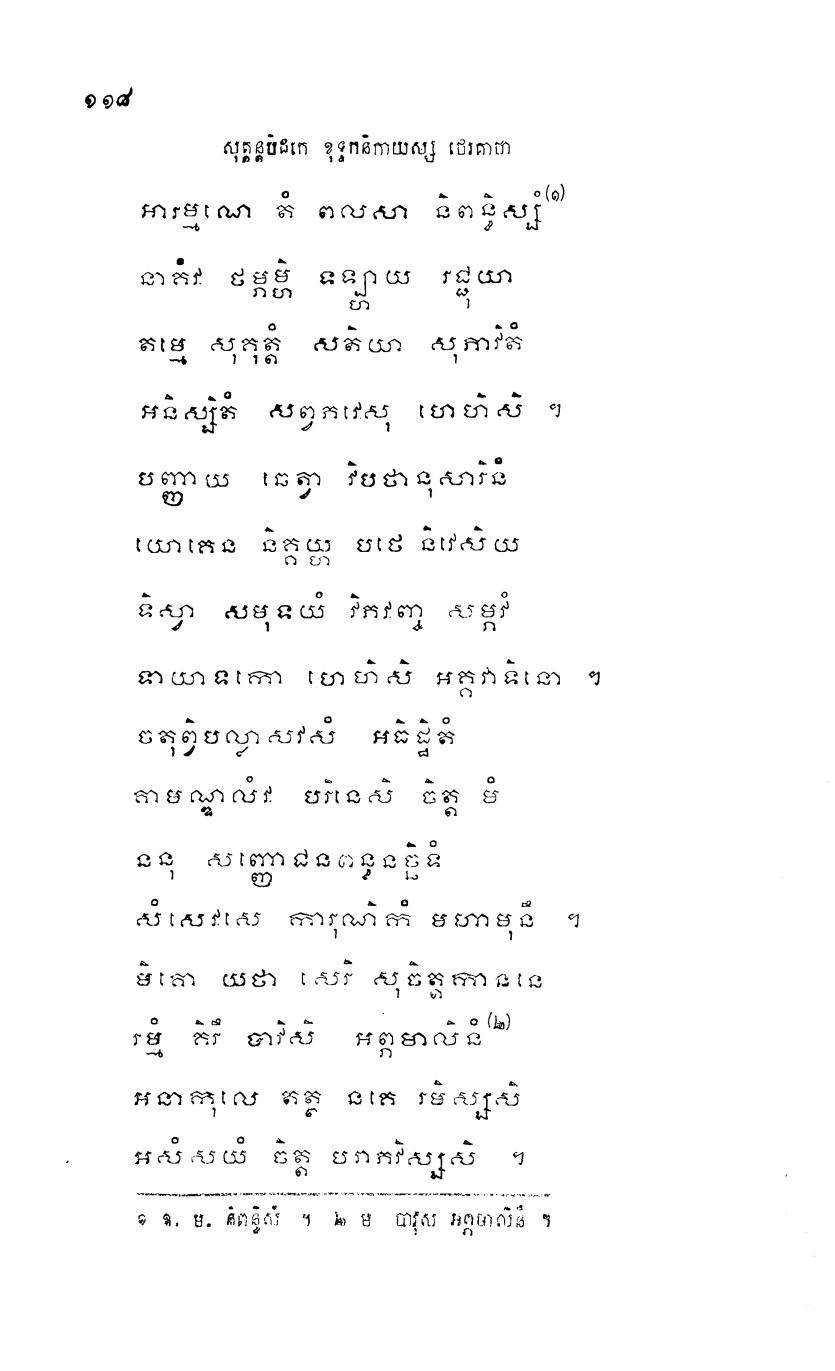 ១១៨
សុត្តន្តបិដកេ ខុទ្ទកនិកាយស្ស ថេរគាថា
អារម្មណេ តំ ពលសា និពន្ធិស្សំ(១)
នាគំវ ថម្ភម្ហិ ទឡ្ហាយ រជ្ជុយា
តម្មេ សុគុត្តំ សតិយា សុភាវិតំ
អនិស្សិតំ សព្វភវេសុ ហេហិសិ ។
បញ្ញាយ ឆេត្វា វិបថានុសារិនំ
យោគេន និគ្គយ្ហ បថេ និវេសិយ
ទិស្វា សមុទយំ វិភវញ្ច សម្ភវំ
ទាយាទកោ ហេហិសិ អគ្គវាទិនោ ។
ចតុព្វិបល្លាសវសំ អធិដ្ឋិតំ
គាមណ្ឌលំវ បរិនេសិ ចិត្ត មំ
ននុ សញ្ញោជនពន្ធនច្ឆិទំ
សំសេវសេ ការុណិកំ មហាមុនឹ ។
មិគោ យថា សេរិ សុចិត្តកាននេ
រម្មំ គិរឹ បាវិសិ អព្ភមាលិនំ(២)
អនាកុលេ តត្ថ នគេ រមិស្សសិ
អសំសយំ ចិត្ត បរាភវិស្សសិ ។
១ ឱ. ម. និពន្ធិសំ ។ ២ ម បាវុស អព្ភមាលិនឹ ។